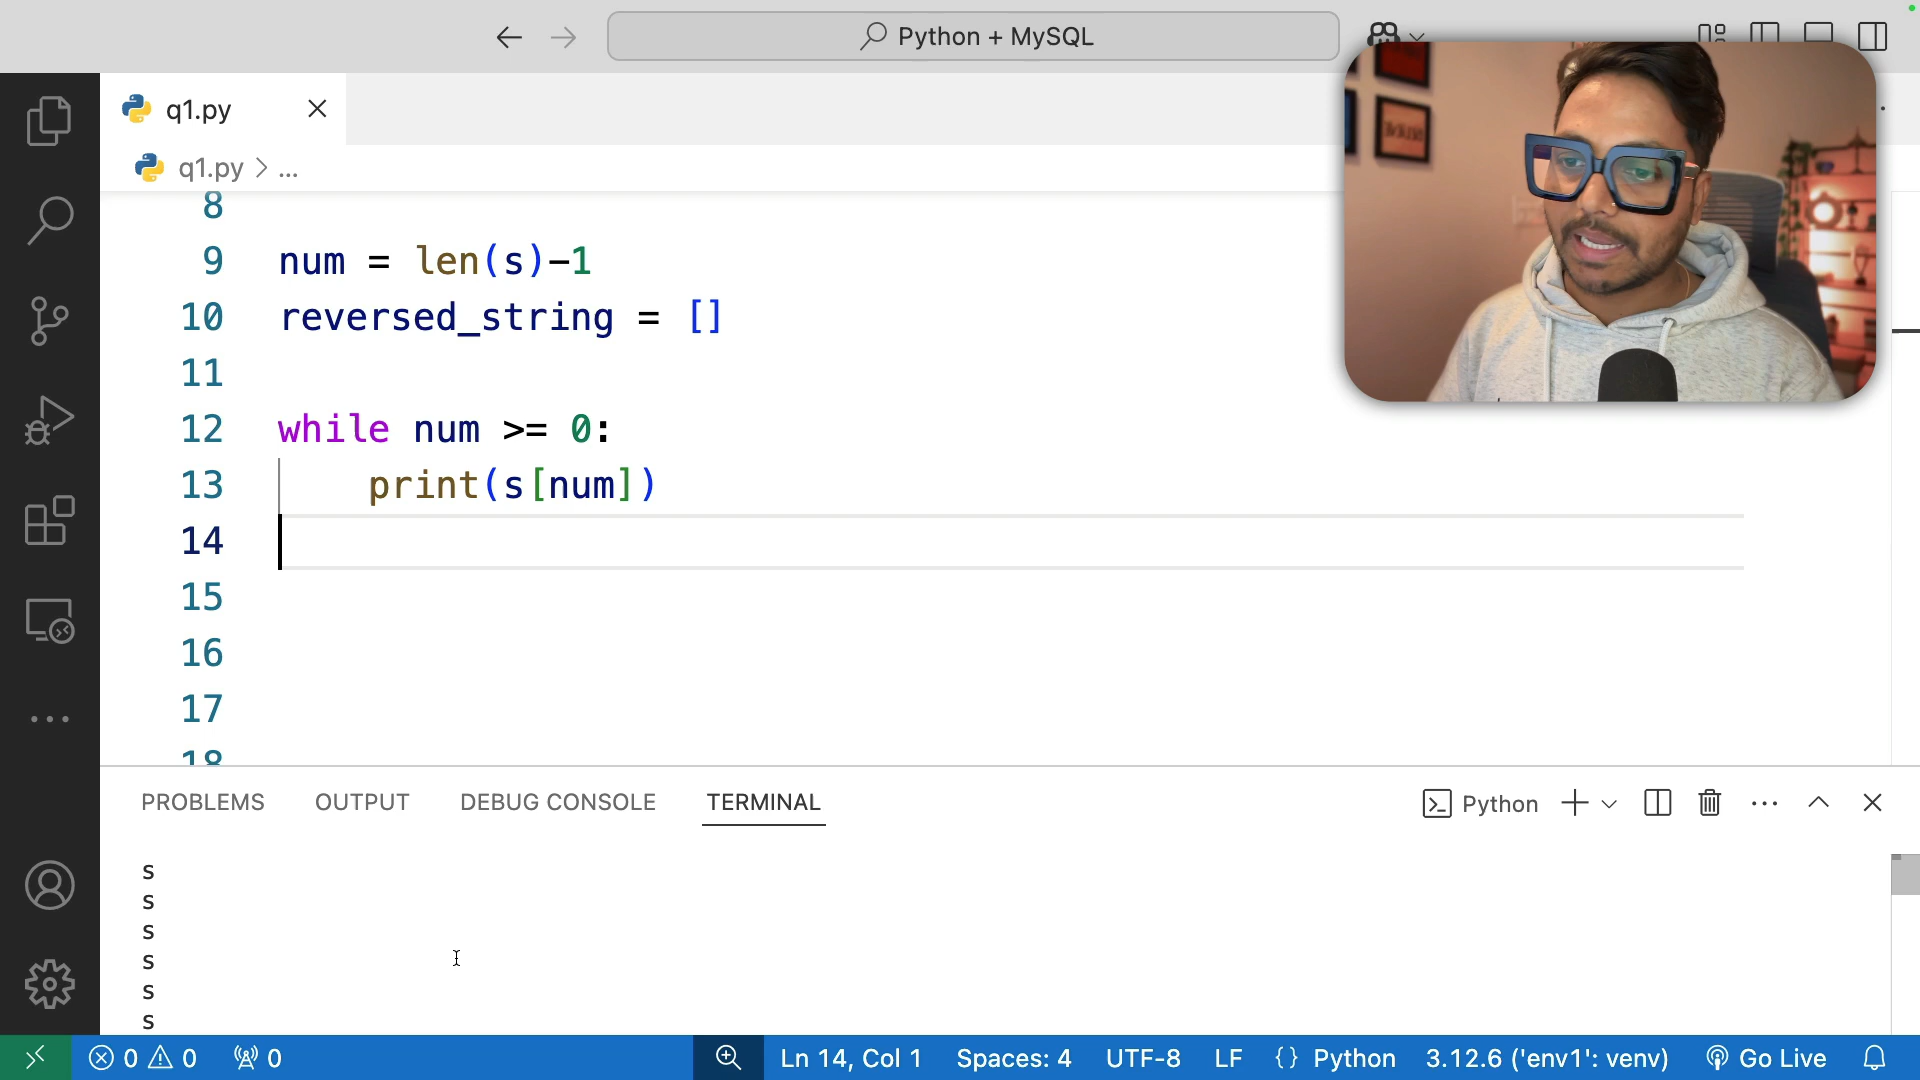 Python + MySQL
q1.py
q1.py > ...
8
9 num = len(s)-1
10 reversed_string = []
11
12 while num >= 0:
13 print(s[num])
14
15
16
17
18
PROBLEMS OUTPUT DEBUG CONSOLE TERMINAL Python
s
s
s
s
s
s
0 0 0 Ln 14, Col 1 Spaces: 4 UTF-8 LF {} Python 3.12.6 ('env1': venv) Go Live